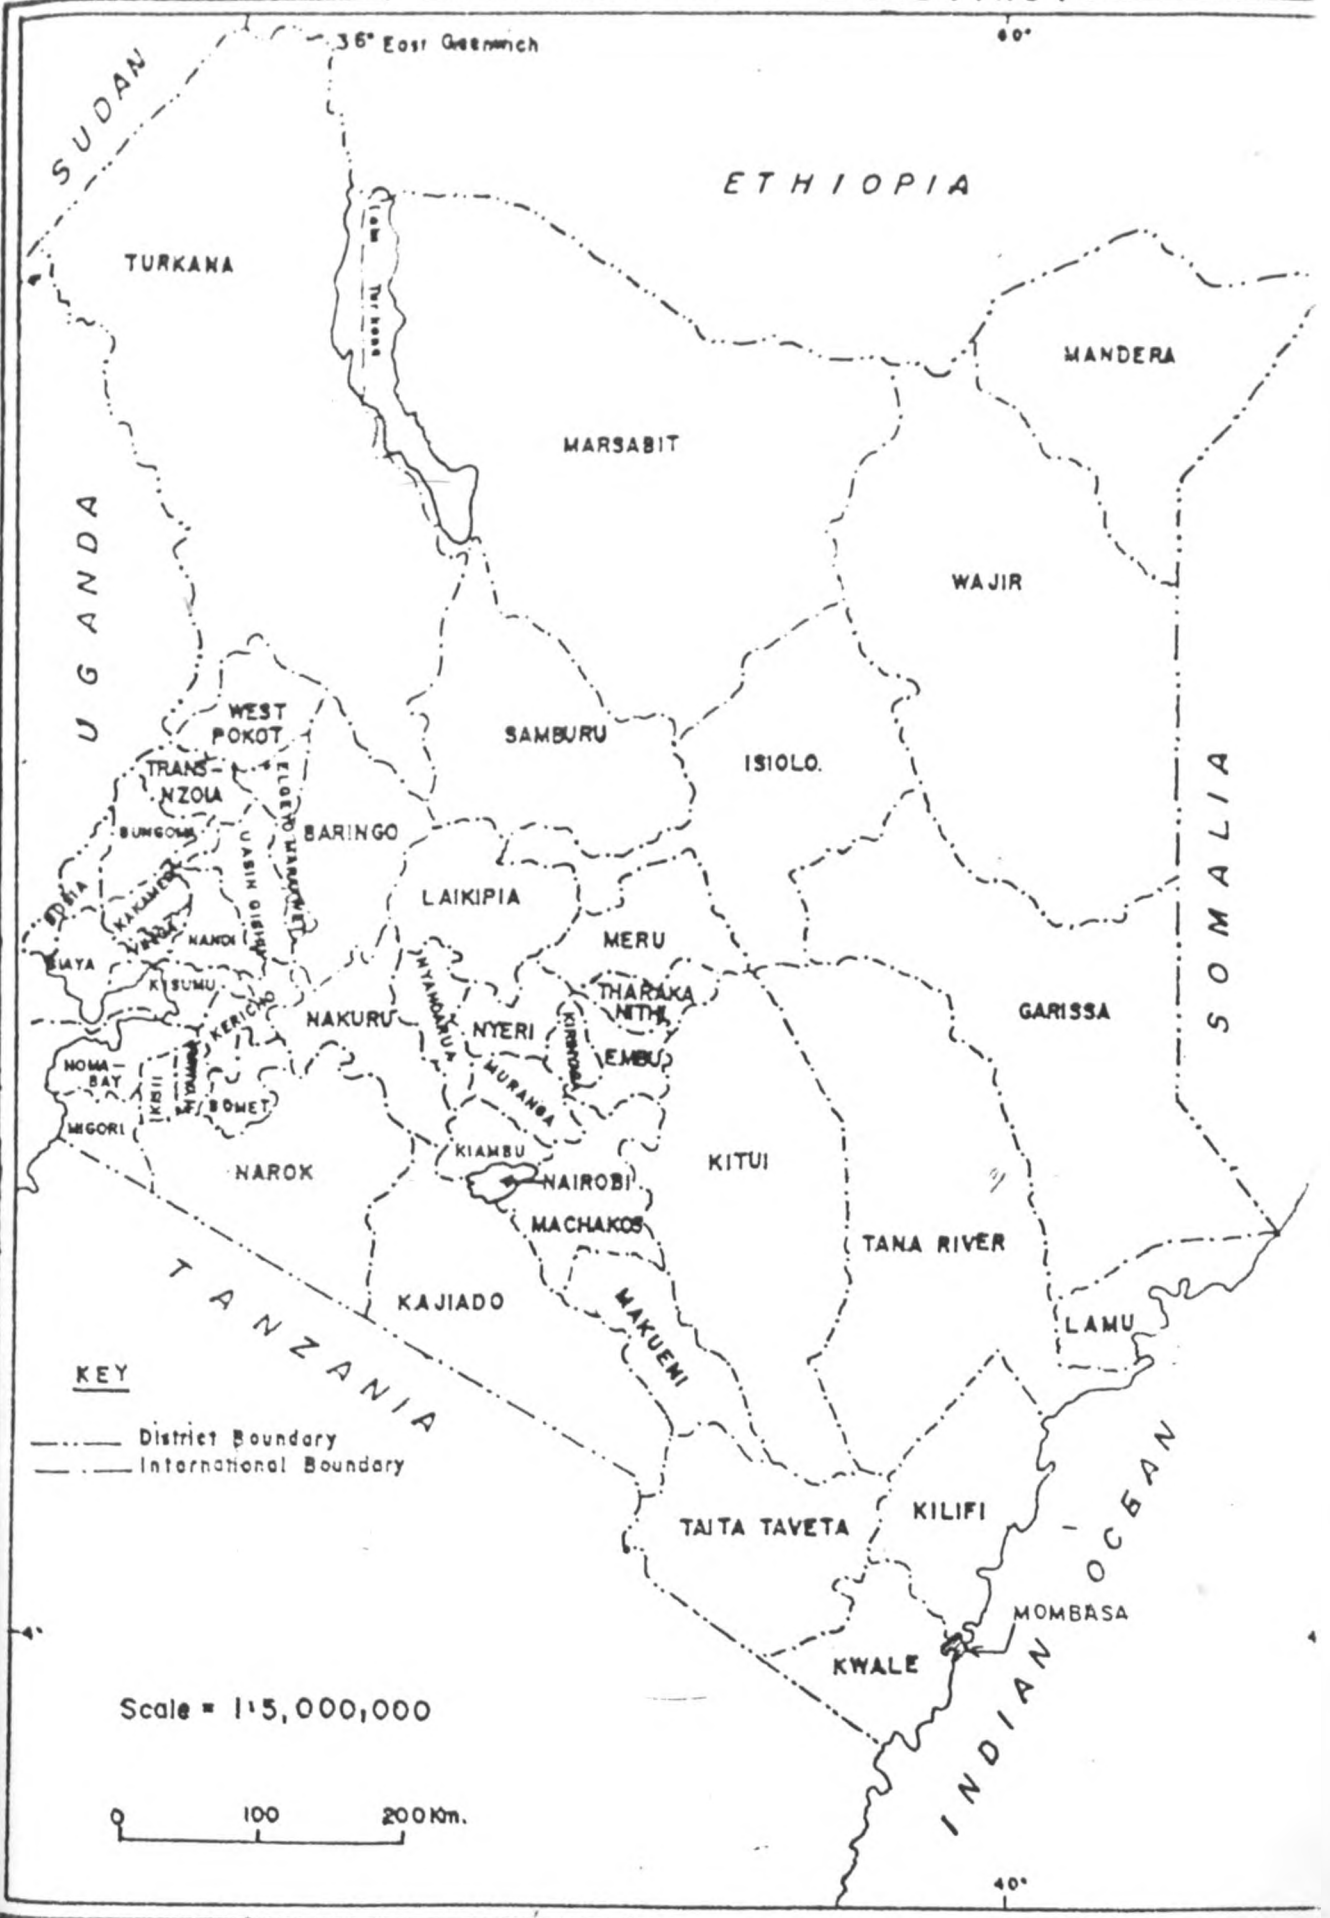 36° East Greenwich
40°
SUDAN
ETHIOPIA
TURKANA
Lake Turkana
4°
MANDERA
MARSABIT
UGANDA
WAJIR
WEST
POKOT
SAMBURU
ISIOLO.
TRANS-
NZOIA
ELGEYO MARAKWET
SOMALIA
BUNGOMA
UASIN GISHU
BARINGO
BUSIA
KAKAMEGA
LAIKIPIA
VIHIGA
NANDI
MERU
SIAYA
KISUMU
NYANDARUA
THARAKA
NITHI
KERICHO
NAKURU
NYERI
KIRINYAGA
GARISSA
EMBU
HOMA-
BAY
KISII
MURANGA
BOMET
MIGORI
KIAMBU
NAROK
NAIROBI
KITUI
MACHAKOS
TANA RIVER
TANZANIA
KAJIADO
MAKUENI
LAMU
KEY
District Boundary
International Boundary
INDIAN OCEAN
TAITA TAVETA
KILIFI
MOMBASA
4°
4
KWALE
Scale = 1:5,000,000
0 100 200Km.
40°